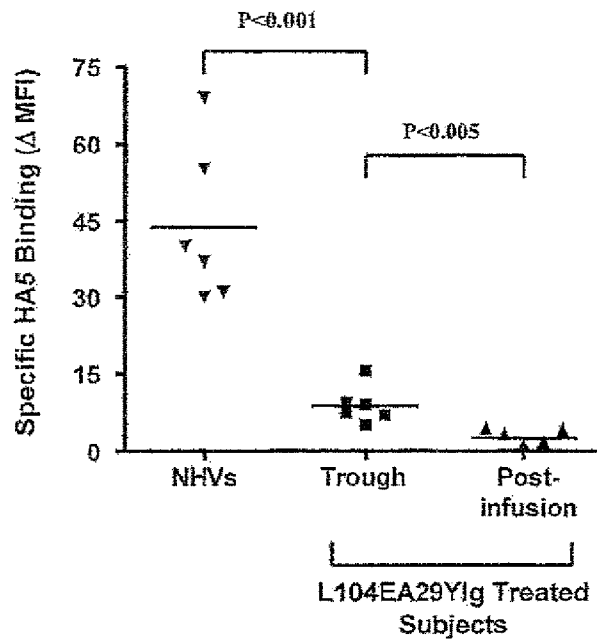 P<0.001
P<0.005
Specific HA5 Binding (Δ MFI)
75
60
45
30
15
0
NHVs
Trough
Post-
infusion
L104EA29YIg Treated
Subjects